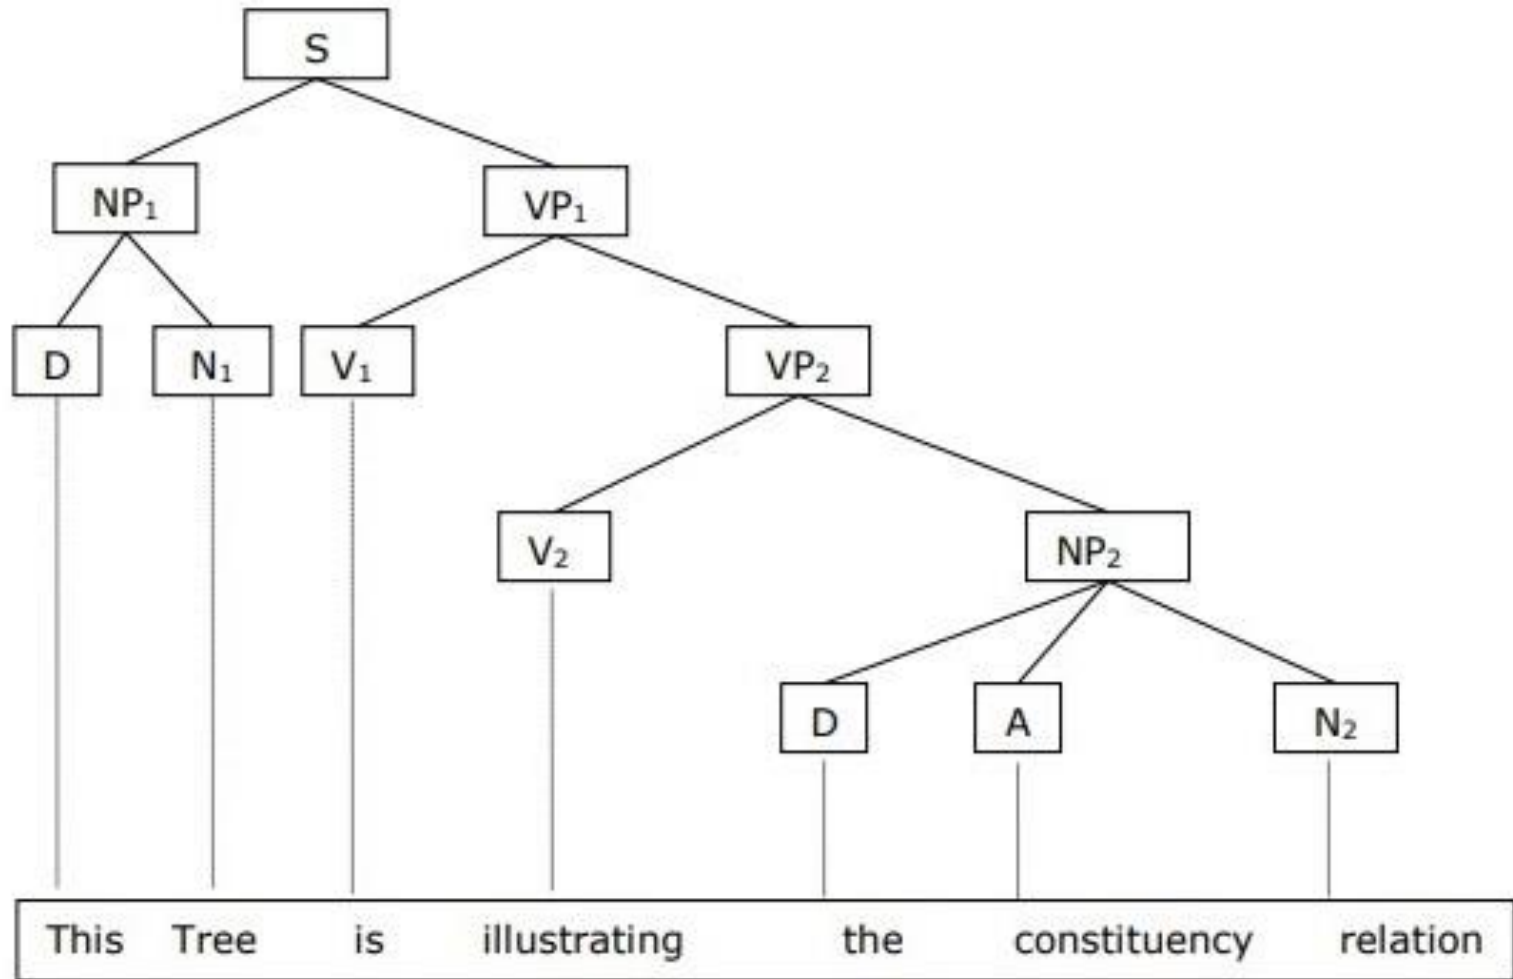 S
NP₁ VP₁
D N₁ V₁ VP₂
V₂ NP₂
D A N₂
This Tree is illustrating the constituency relation